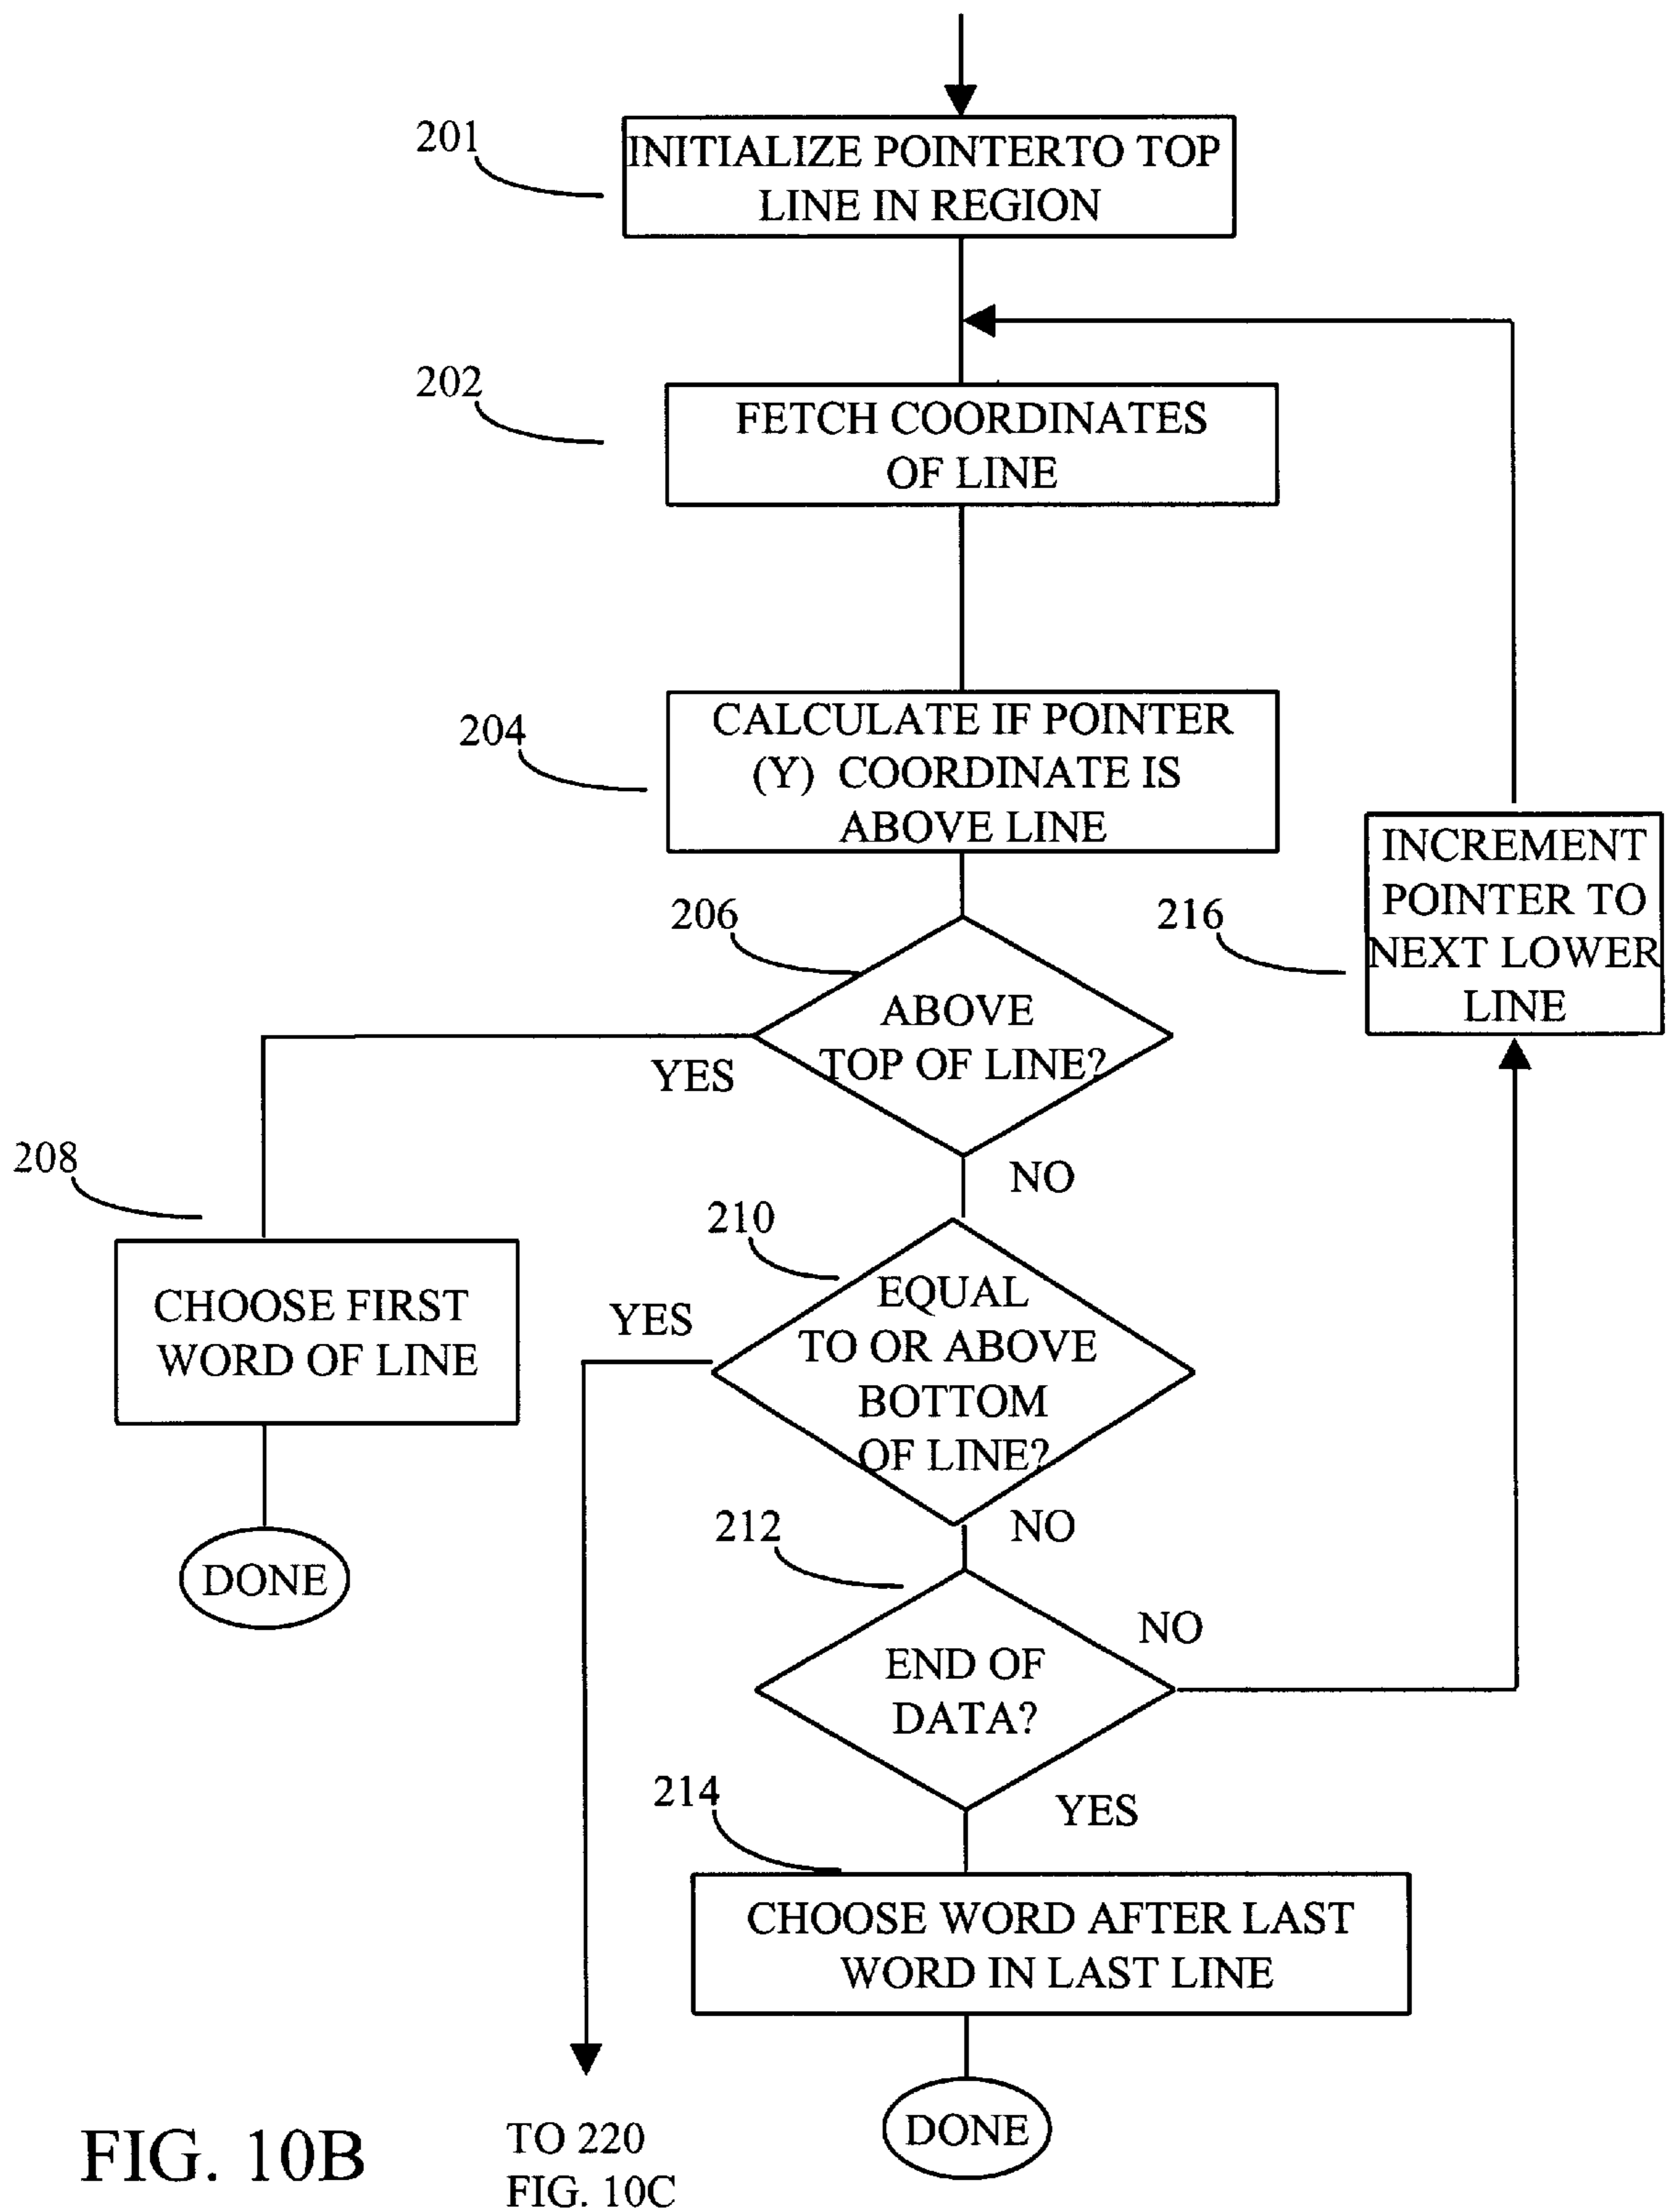 201
INITIALIZE POINTERTO TOP
LINE IN REGION
202
FETCH COORDINATES
OF LINE
204
CALCULATE IF POINTER
(Y) COORDINATE IS
ABOVE LINE
206
ABOVE
TOP OF LINE?
YES
NO
216
INCREMENT
POINTER TO
NEXT LOWER
LINE
208
CHOOSE FIRST
WORD OF LINE
DONE
210
EQUAL
TO OR ABOVE
BOTTOM
OF LINE?
YES
NO
212
END OF
DATA?
NO
YES
214
CHOOSE WORD AFTER LAST
WORD IN LAST LINE
DONE
TO 220
FIG. 10C
FIG. 10B